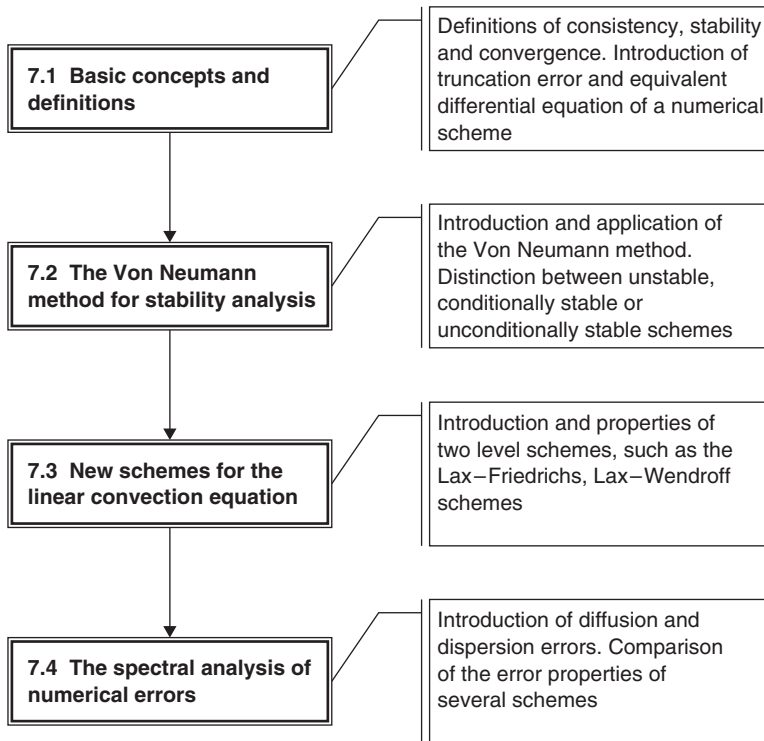 Definitions of consistency, stability
and convergence. Introduction of
truncation error and equivalent
differential equation of a numerical
scheme
7.1 Basic concepts and
definitions
Introduction and application of
the Von Neumann method.
Distinction between unstable,
conditionally stable or
unconditionally stable schemes
7.2 The Von Neumann
method for stability analysis
Introduction and properties of
two level schemes, such as the
Lax–Friedrichs, Lax–Wendroff
schemes
7.3 New schemes for the
linear convection equation
Introduction of diffusion and
dispersion errors. Comparison
of the error properties of
several schemes
7.4 The spectral analysis of
numerical errors